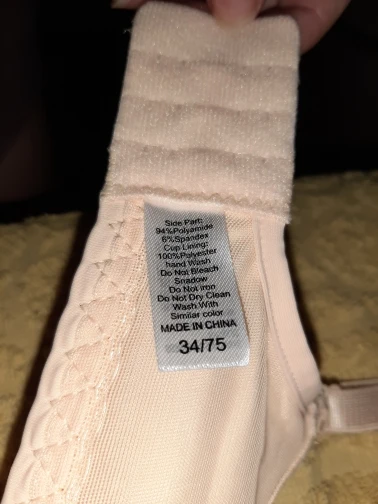 Side Part:
94%Polyamide
6%Spandex
Cup Lining:
100%Polyester
hand Wash
Do Not Bleach
Snadow
Do Not iron
Do Not Dry Clean
Wash With
Similar color
MADE IN CHINA
34/75